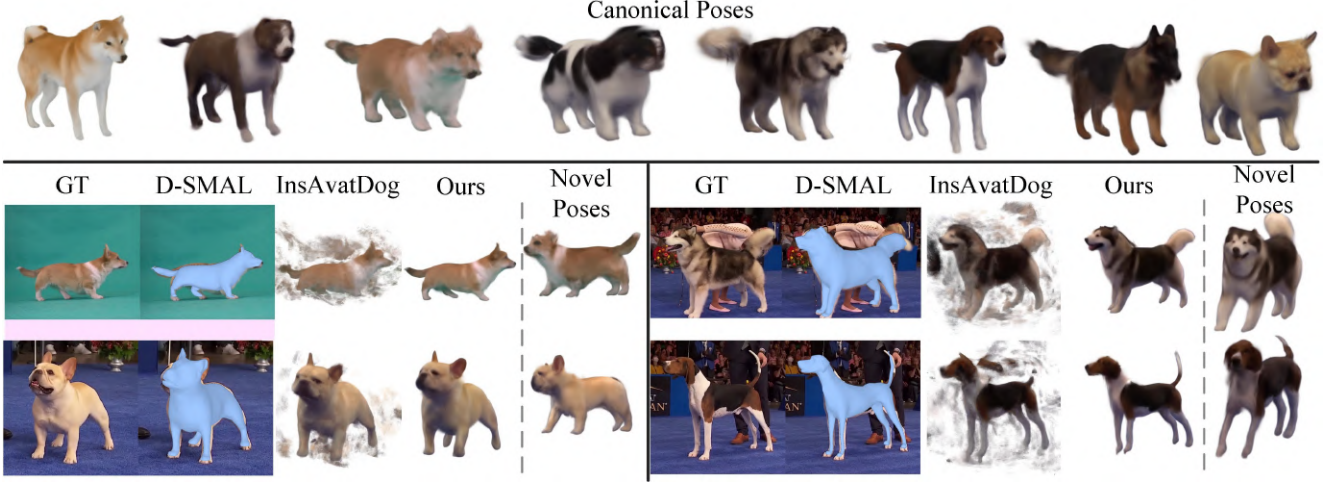 Canonical Poses
GT D-SMAL InsAvatDog Ours Novel Poses
GT D-SMAL InsAvatDog Ours Novel Poses